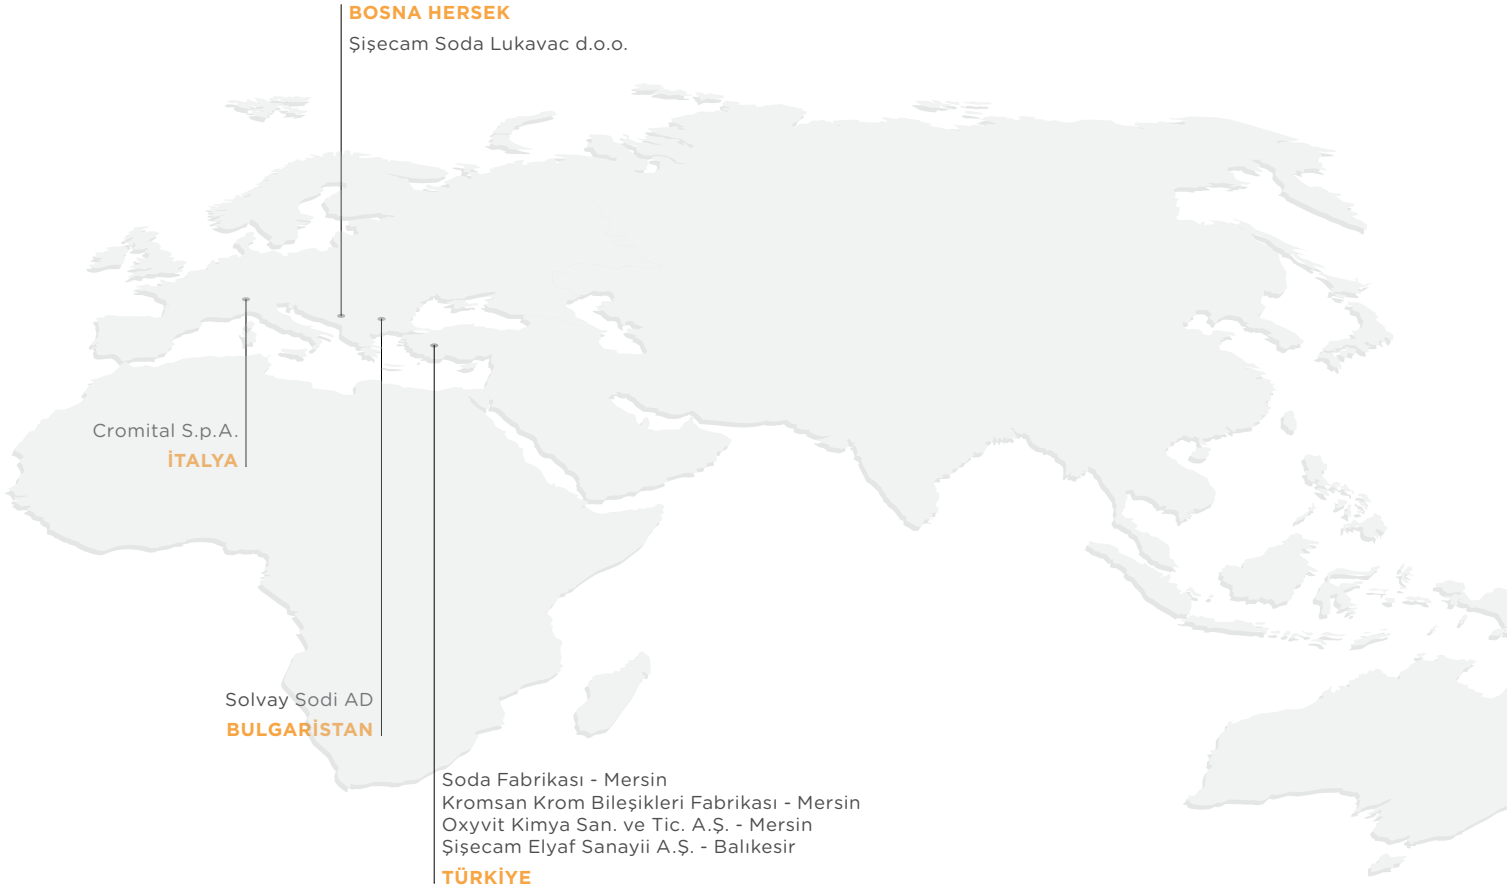 BOSNA HERSEK
Şişecam Soda Lukavac d.o.o.
Cromital S.p.A.
İTALYA
Solvay Sodi AD
BULGARİSTAN
Soda Fabrikası - Mersin
Kromsan Krom Bileşikleri Fabrikası - Mersin
Oxyvit Kimya San. ve Tic. A.Ş. - Mersin
Şişecam Elyaf Sanayii A.Ş. - Balıkesir
TÜRKİYE